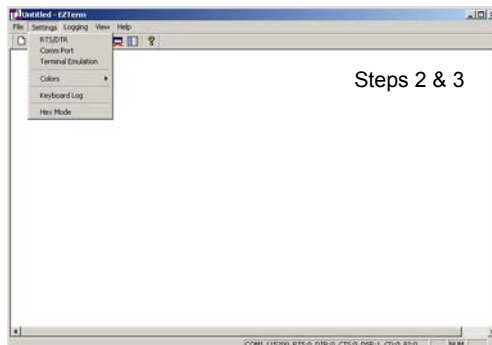 Untitled - EZTerm
File Settings Logging View Help
RTS/DTR
Comm Port
Terminal Emulation
Colors
Keyboard Log
Hex Mode
Steps 2 & 3
COM1 115200 RTS:0 DTR:0 CTS:0 DSR:1 CD:0 RI:0 NUM